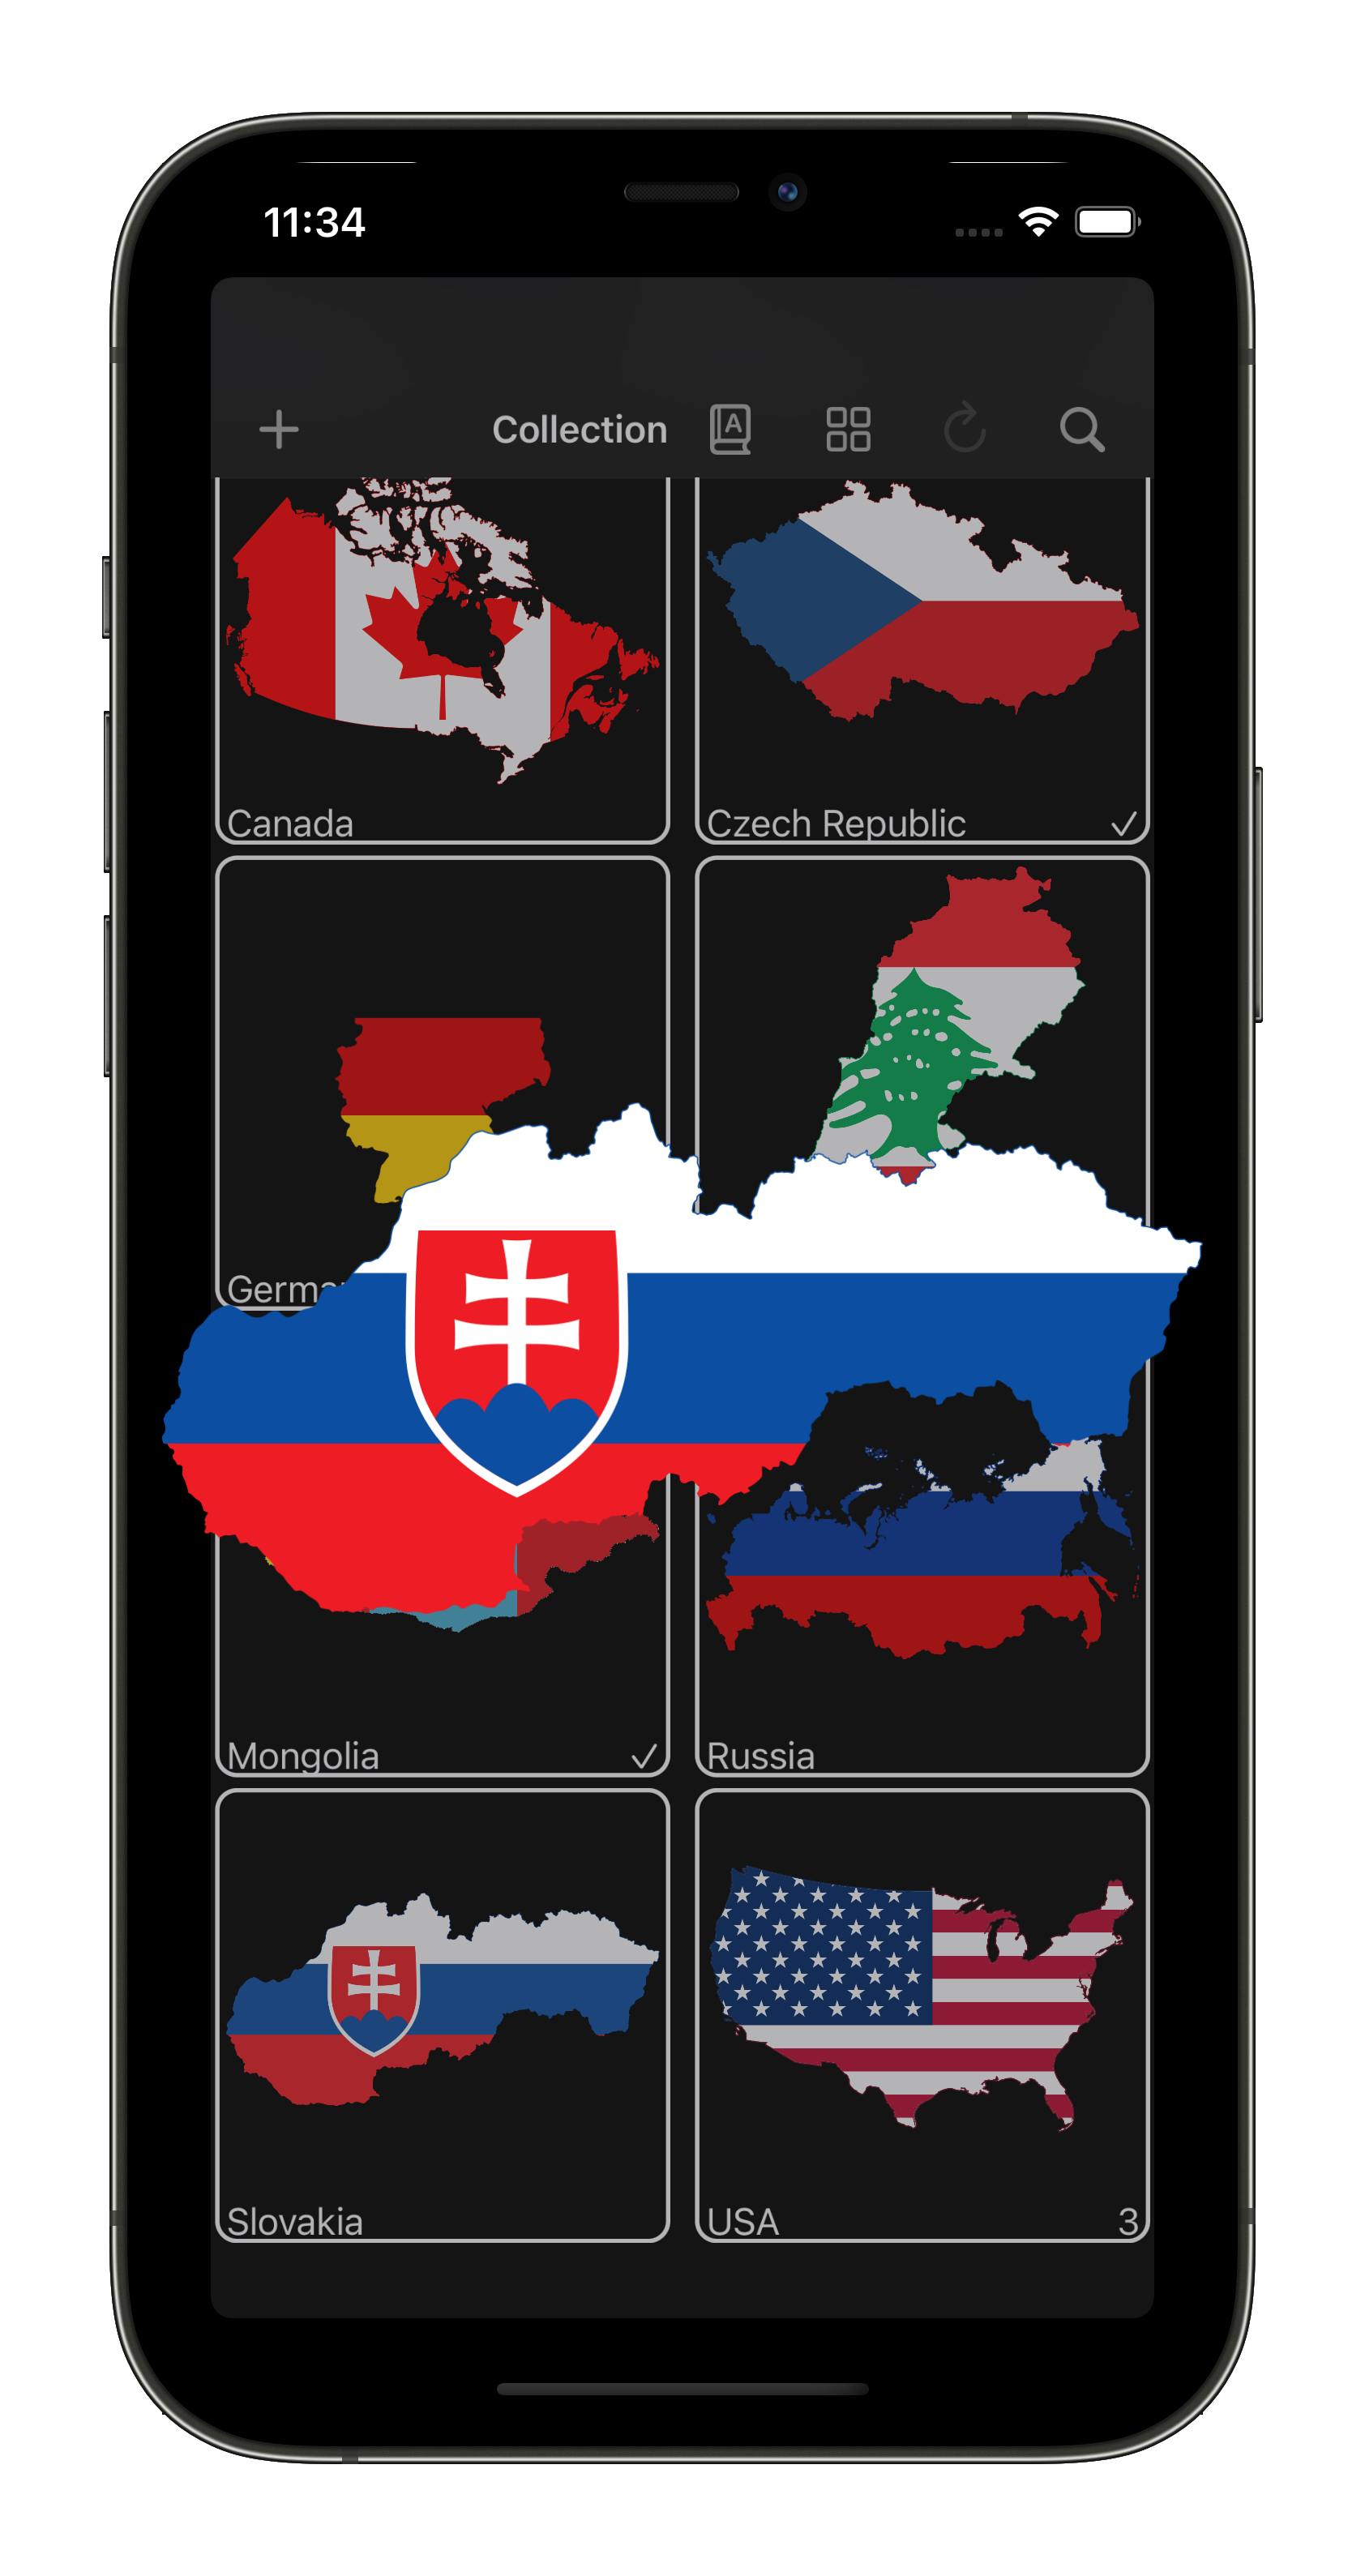 11:34
Collection
A
Canada
Czech Republic
Mongolia
Russia
Slovakia
USA 3